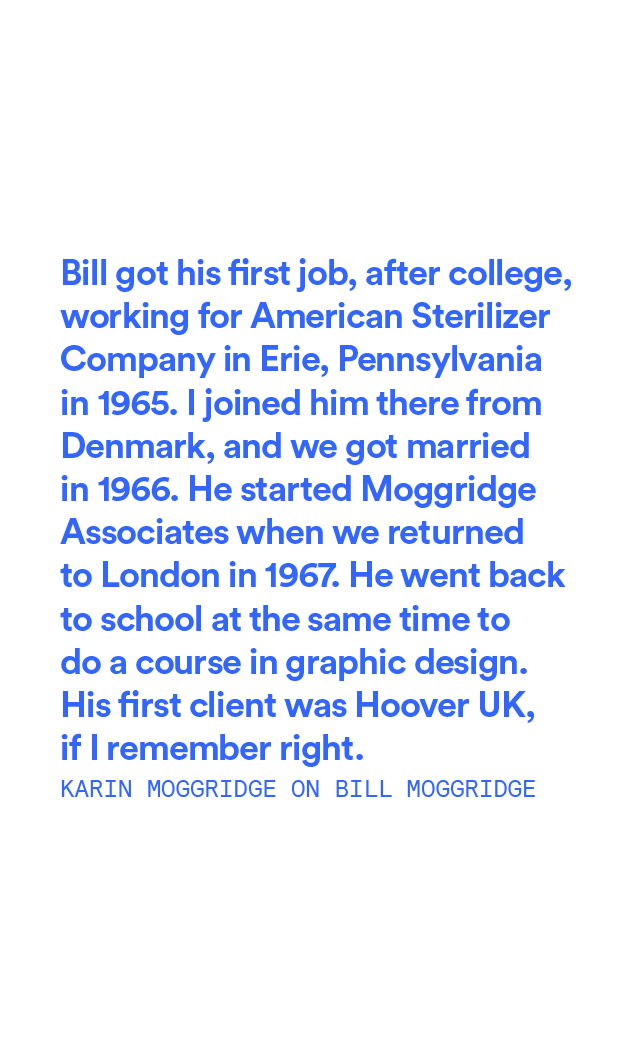 Bill got his first job, after college,
working for American Sterilizer
Company in Erie, Pennsylvania
in 1965. I joined him there from
Denmark, and we got married
in 1966. He started Moggridge
Associates when we returned
to London in 1967. He went back
to school at the same time to
do a course in graphic design.
His first client was Hoover UK,
if I remember right.
KARIN MOGGRIDGE ON BILL MOGGRIDGE